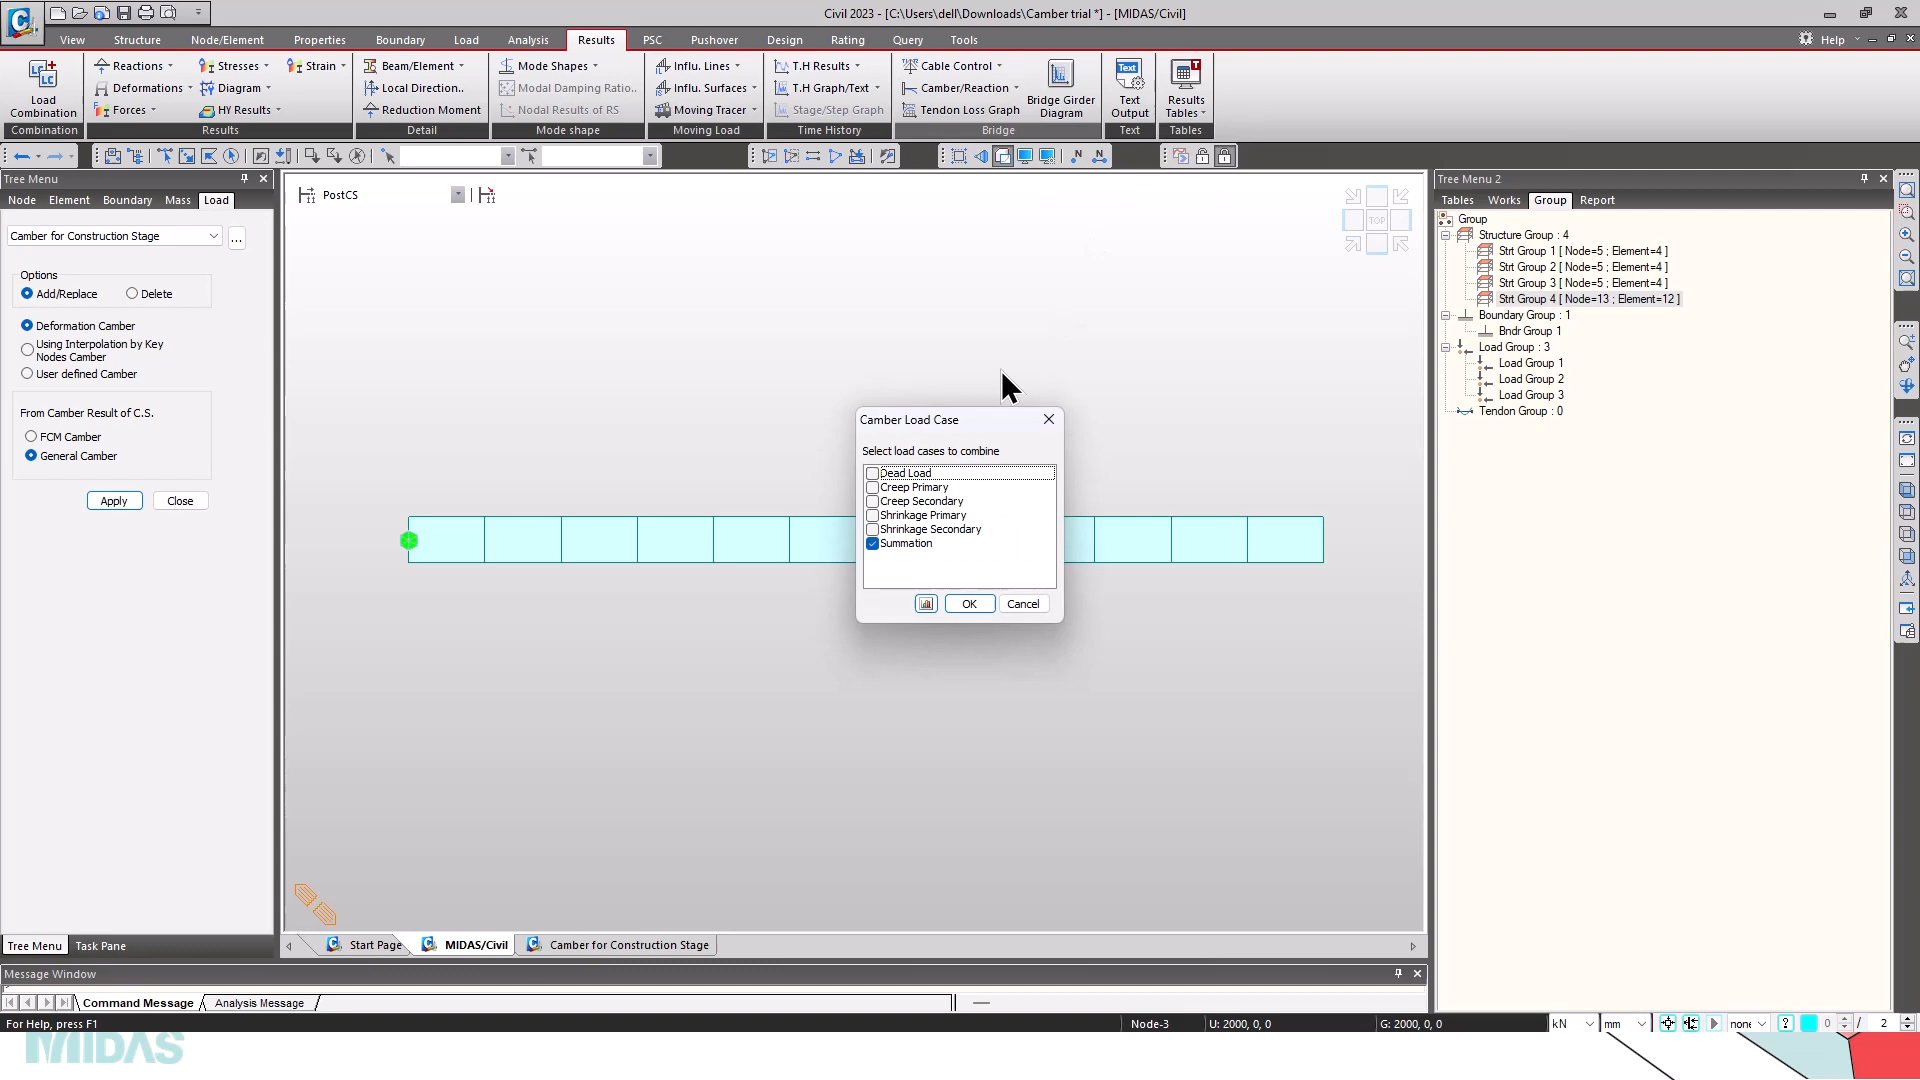 Civil 2023 - [C:\Users\dell\Downloads\Camber trial *] - [MIDAS/Civil]
View Structure Node/Element Properties Boundary Load Analysis Results PSC Pushover Design Rating Query Tools Help
Load Combination
Reactions
Deformations
Forces
Stresses
Diagram
HY Results
Strain
Beam/Element
Local Direction..
Reduction Moment
Mode Shapes
Modal Damping Ratio..
Nodal Results of RS
Influ. Lines
Influ. Surfaces
Moving Tracer
T.H Results
T.H Graph/Text
Stage/Step Graph
Cable Control
Camber/Reaction
Tendon Loss Graph
Bridge Girder Diagram
Text Output
Results Tables
Combination Results Detail Mode shape Moving Load Time History Bridge Text Tables
Tree Menu
Node Element Boundary Mass Load
Camber for Construction Stage
...
Options
Add/Replace Delete
Deformation Camber
Using Interpolation by Key
Nodes Camber
User defined Camber
From Camber Result of C.S.
FCM Camber
General Camber
Apply Close
Tree Menu Task Pane
PostCS
TOP
Camber Load Case
Select load cases to combine
Dead Load
Creep Primary
Creep Secondary
Shrinkage Primary
Shrinkage Secondary
Summation
OK Cancel
Start Page MIDAS/Civil Camber for Construction Stage
Tree Menu 2
Tables Works Group Report
Group
Structure Group : 4
Strt Group 1 [ Node=5 ; Element=4 ]
Strt Group 2 [ Node=5 ; Element=4 ]
Strt Group 3 [ Node=5 ; Element=4 ]
Strt Group 4 [ Node=13 ; Element=12 ]
Boundary Group : 1
Bndr Group 1
Load Group : 3
Load Group 1
Load Group 2
Load Group 3
Tendon Group : 0
Message Window
Command Message Analysis Message
For Help, press F1 Node-3 U: 2000, 0, 0 G: 2000, 0, 0 kN mm none ? 0 / 2
MIDAS